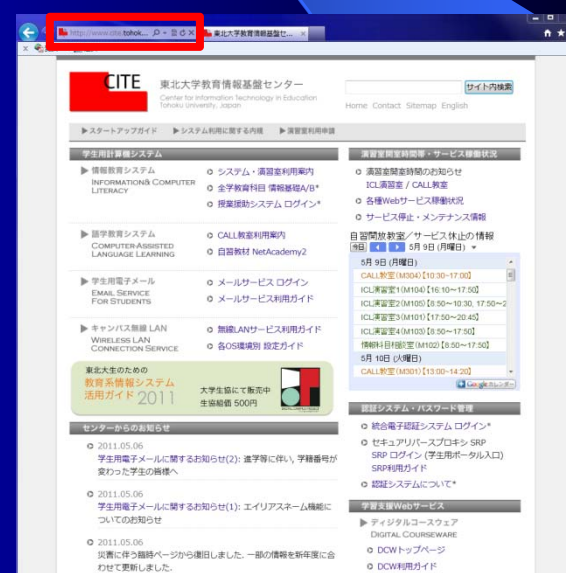 http://www.cite.tohok...
東北大学教育情報基盤セ...
CITE
東北大学教育情報基盤センター
Center for Information Technology in Education
Tohoku University, Japan
サイト内検索
Home Contact Sitemap English
▶スタートアップガイド ▶システム利用に関する内規 ▶演習室利用申請
学生用計算機システム
▶情報教育システム
INFORMATION& COMPUTER
LITERACY
システム・演習室利用案内
全学教育科目 情報基礎A/B*
授業援助システム ログイン*
▶語学教育システム
COMPUTER-ASSISTED
LANGUAGE LEARNING
CALL教室利用案内
自習教材 NetAcademy2
▶学生用電子メール
EMAIL SERVICE
FOR STUDENTS
メールサービス ログイン
メールサービス利用ガイド
▶キャンパス無線 LAN
WIRELESS LAN
CONNECTION SERVICE
無線LANサービス利用ガイド
各OS環境別 設定ガイド
東北大生のための
教育系情報システム
活用ガイド 2011
大学生協にて販売中
生協組価 500円
センターからのお知らせ
2011.05.06
学生用電子メールに関するお知らせ(2): 進学等に伴い, 学籍番号が
変わった学生の皆様へ
2011.05.06
学生用電子メールに関するお知らせ(1): エイリアスネーム機能に
ついてのお知らせ
2011.05.06
災害に伴う臨時ページから復旧しました. 一部の情報を新年度に合
わせて更新しました.
演習室開室時間帯・サービス稼働状況
演習室開室時間のお知らせ
ICL演習室 / CALL教室
各種Webサービス稼働状況
サービス停止・メンテナンス情報
自習開放教室／サービス休止の情報
今日 5月 9日 (月曜日)
5月 9日 (月曜日)
CALL教室(M304)【10:30~17:00】
ICL演習室1(M104)【16:10~17:50】
ICL演習室2(M105)【8:50~10:30, 17:50~2
ICL演習室3(M101)【17:50~20:45】
ICL演習室4(M103)【8:50~17:50】
情報科目相談室(M102)【8:50~17:50】
5月 10日 (火曜日)
CALL教室(M301)【13:00~14:20】
Googleカレンダー
認証システム・パスワード管理
統合電子認証システム ログイン*
セキュアリバースプロキシ SRP
SRP ログイン (学生用ポータル入口)
SRP利用ガイド
認証システムについて*
学習支援Webサービス
▶ディジタルコースウェア
DIGITAL COURSEWARE
DCWトップページ
DCW利用ガイド